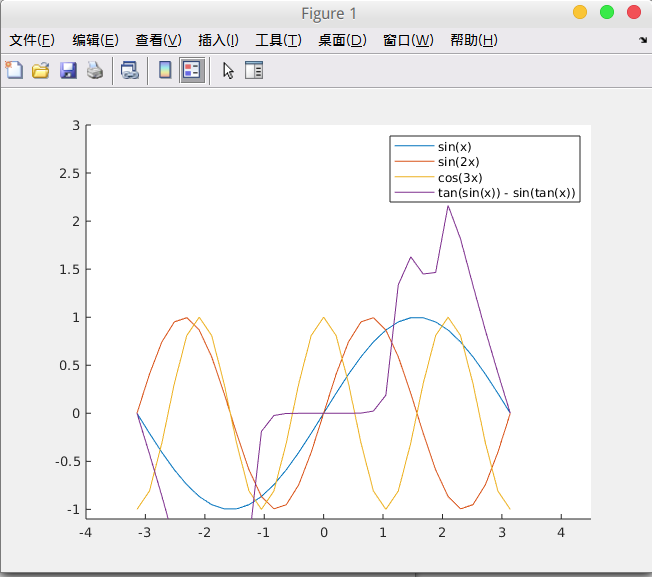 Figure 1
文件(F) 编辑(E) 查看(V) 插入(I) 工具(T) 桌面(D) 窗口(W) 帮助(H)
3
2.5
2
1.5
1
0.5
0
-0.5
-1
sin(x)
sin(2x)
cos(3x)
tan(sin(x)) - sin(tan(x))
-4 -3 -2 -1 0 1 2 3 4